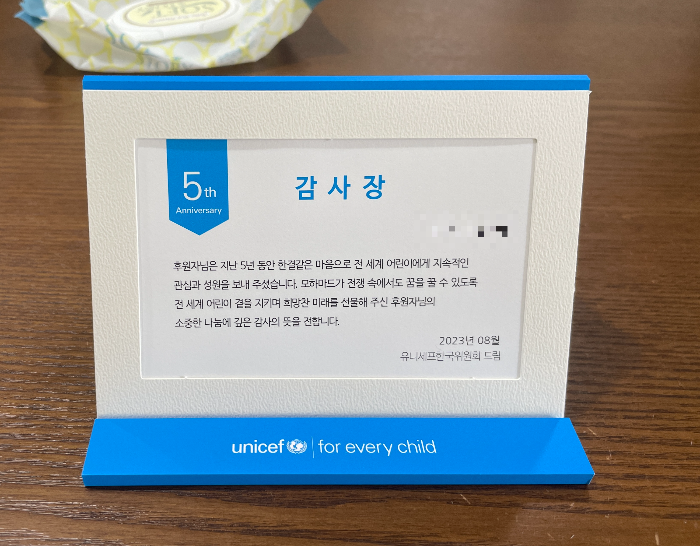 5th
Anniversary
감 사 장
후원자님은 지난 5년 동안 한결같은 마음으로 전 세계 어린이에게 지속적인
관심과 성원을 보내 주셨습니다. 모하마드가 전쟁 속에서도 꿈을 꿀 수 있도록
전 세계 어린이 곁을 지키며 희망찬 미래를 선물해 주신 후원자님의
소중한 나눔에 깊은 감사의 뜻을 전합니다.
2023년 08월
유니세프한국위원회 드림
unicef for every child